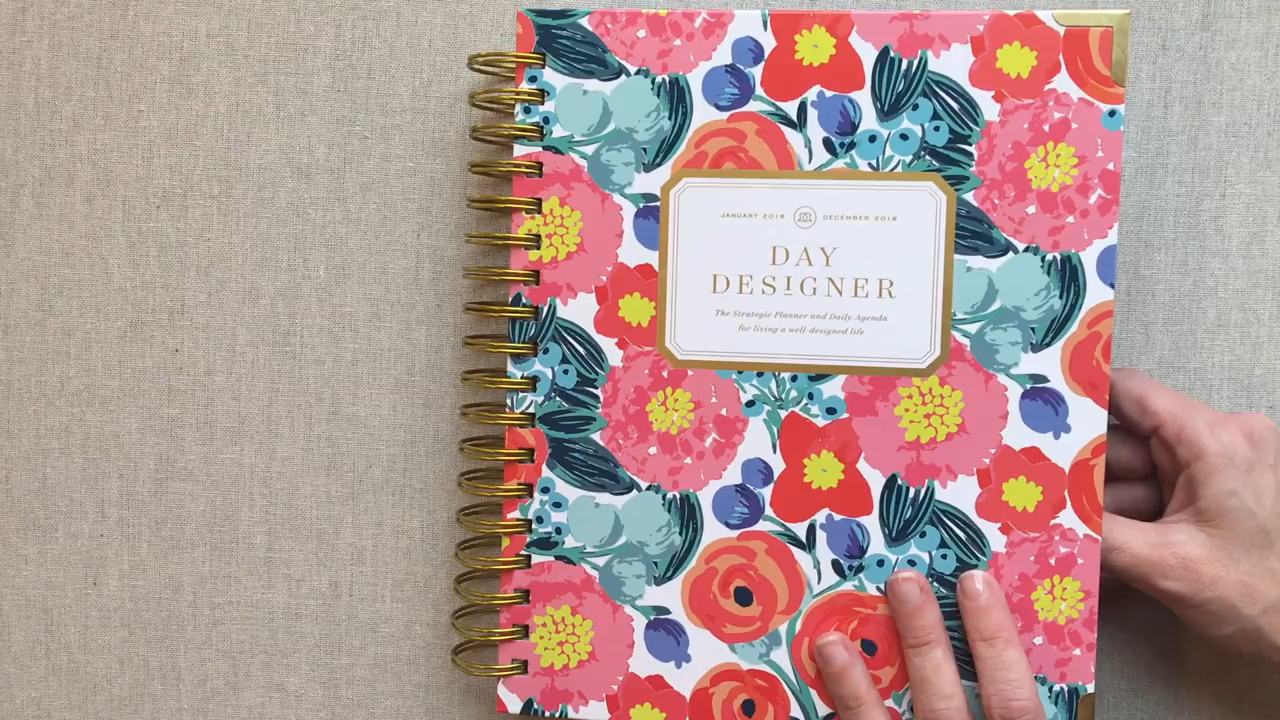 JANUARY 2018 DECEMBER 2018
DAY
DESIGNER
The Strategic Planner and Daily Agenda
for living a well-designed life